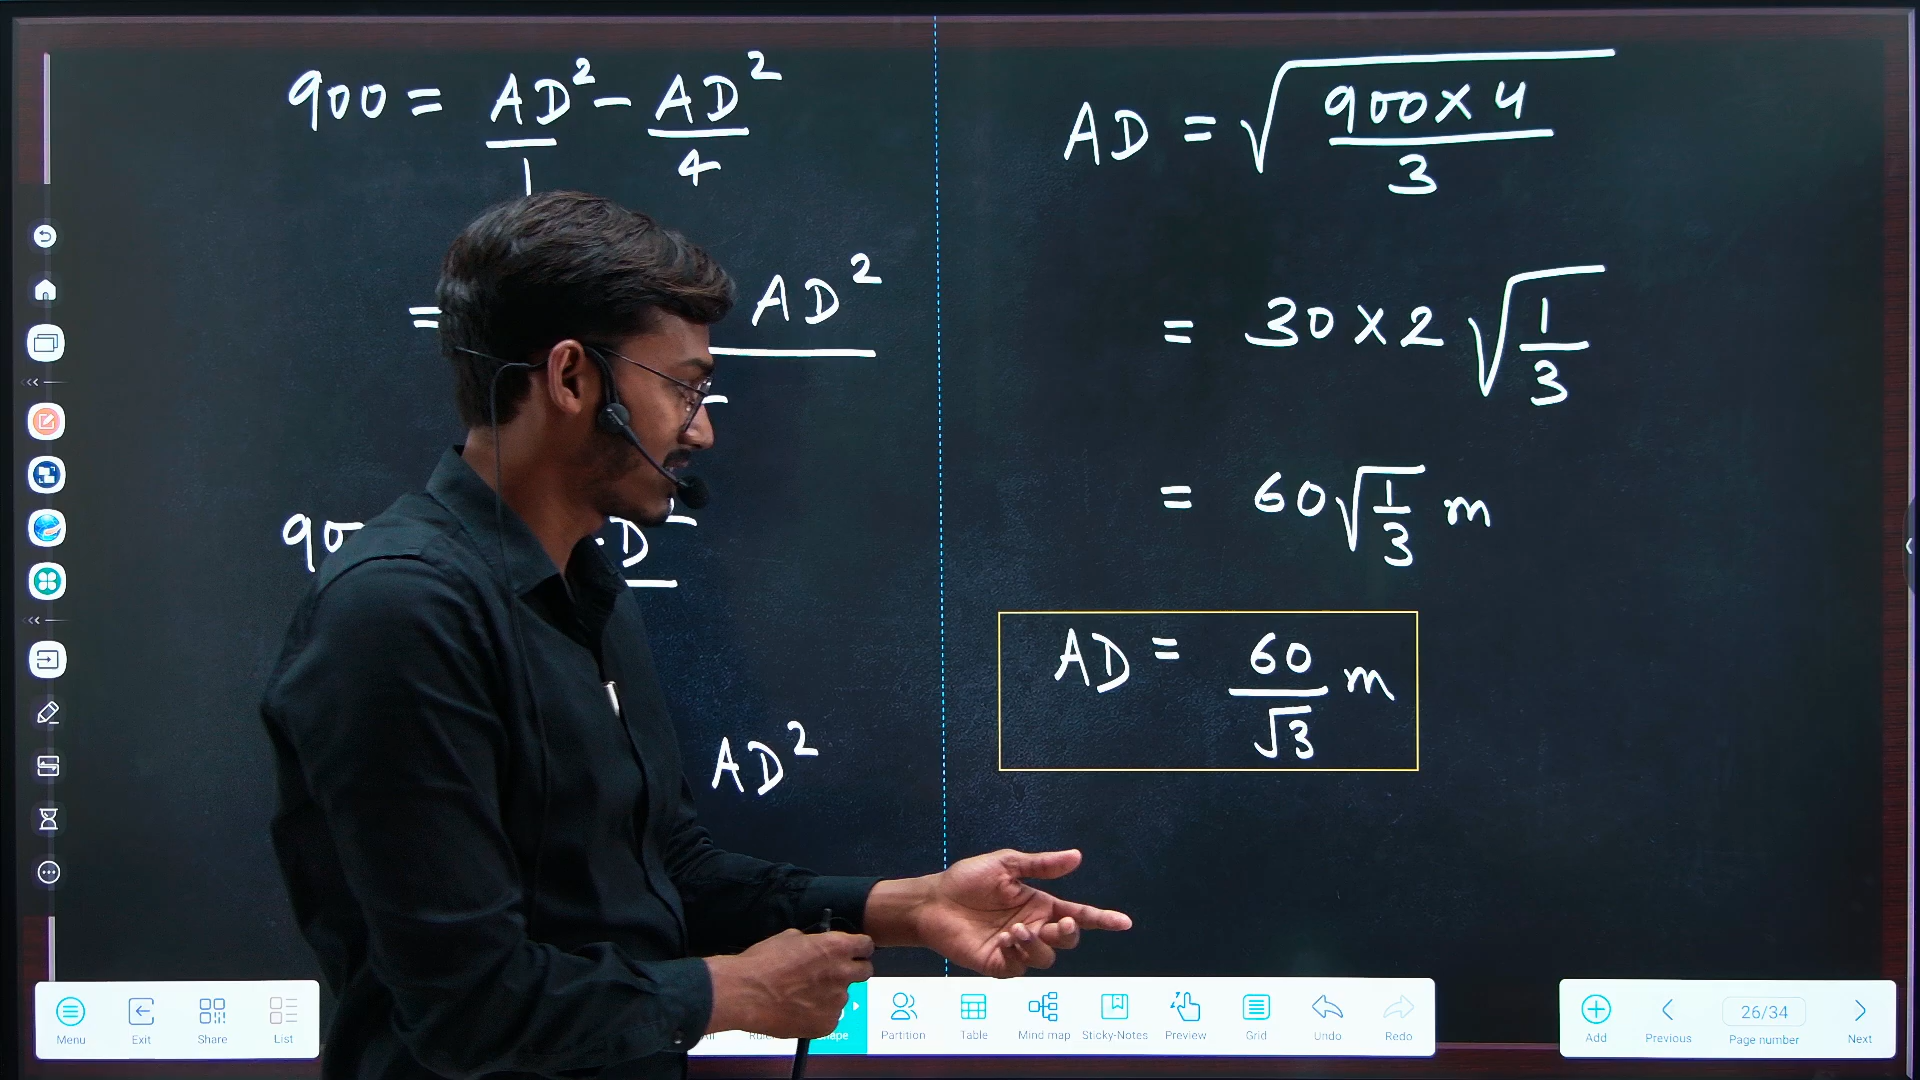 900 = AD²/1 - AD²/4
= AD²
90
D
AD²
AD = √(900×4/3)
= 30×2 √(1/3)
= 60√(1/3) m
AD = 60/√3 m
Menu Exit Share List
Partition Table Mind map Sticky-Notes Preview Grid Undo Redo
Add Previous 26/34 Page number Next